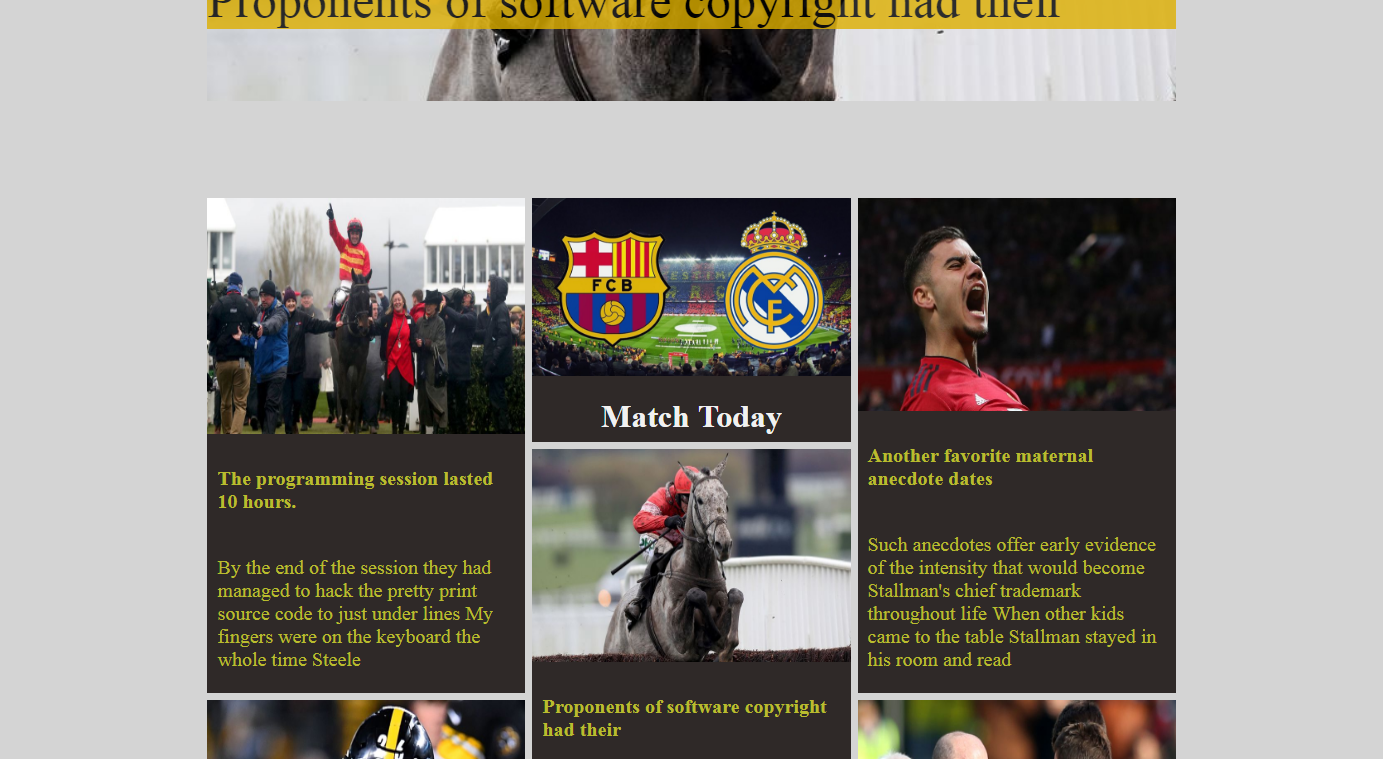 Proponents of software copyright had their
FCB
Match Today
The programming session lasted
10 hours.
By the end of the session they had
managed to hack the pretty print
source code to just under lines My
fingers were on the keyboard the
whole time Steele
Proponents of software copyright
had their
Another favorite maternal
anecdote dates
Such anecdotes offer early evidence
of the intensity that would become
Stallman's chief trademark
throughout life When other kids
came to the table Stallman stayed in
his room and read